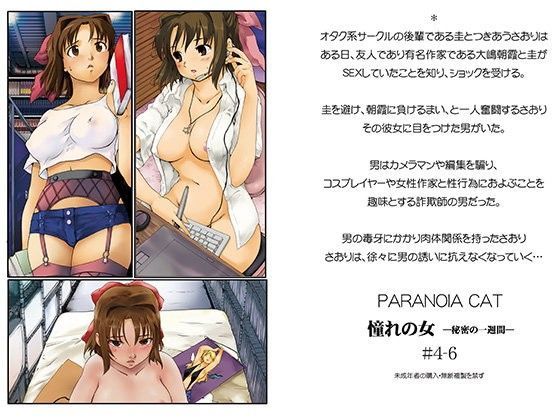 *
オタク系サークルの後輩である圭とつきあうさおりは
ある日、友人であり有名作家である大嶋朝霞と圭が
SEXしていたことを知り、ショックを受ける。
圭を避け、朝霞に負けるまい、と一人奮闘するさおり
その彼女に目をつけた男がいた。
男はカメラマンや編集を騙り、
コスプレイヤーや女性作家と性行為におよぶことを
趣味とする詐欺師の男だった。
男の毒牙にかかり肉体関係を持ったさおり
さおりは、徐々に男の誘いに抗えなくなっていく…
PARANOIA CAT
憧れの女 ―秘密の一週間―
#4-6
未成年者の購入・無断複製を禁ず